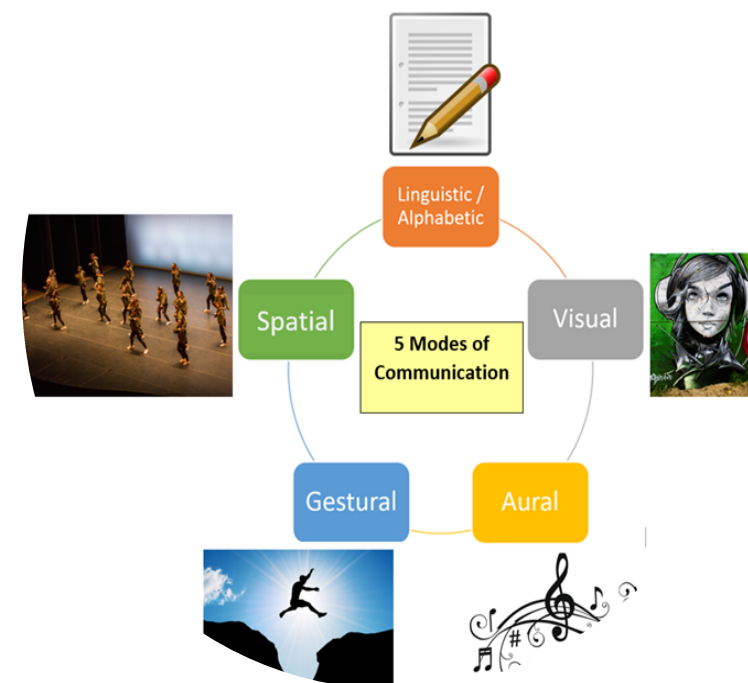 Linguistic /
Alphabetic
Spatial
Visual
5 Modes of
Communication
Gestural
Aural